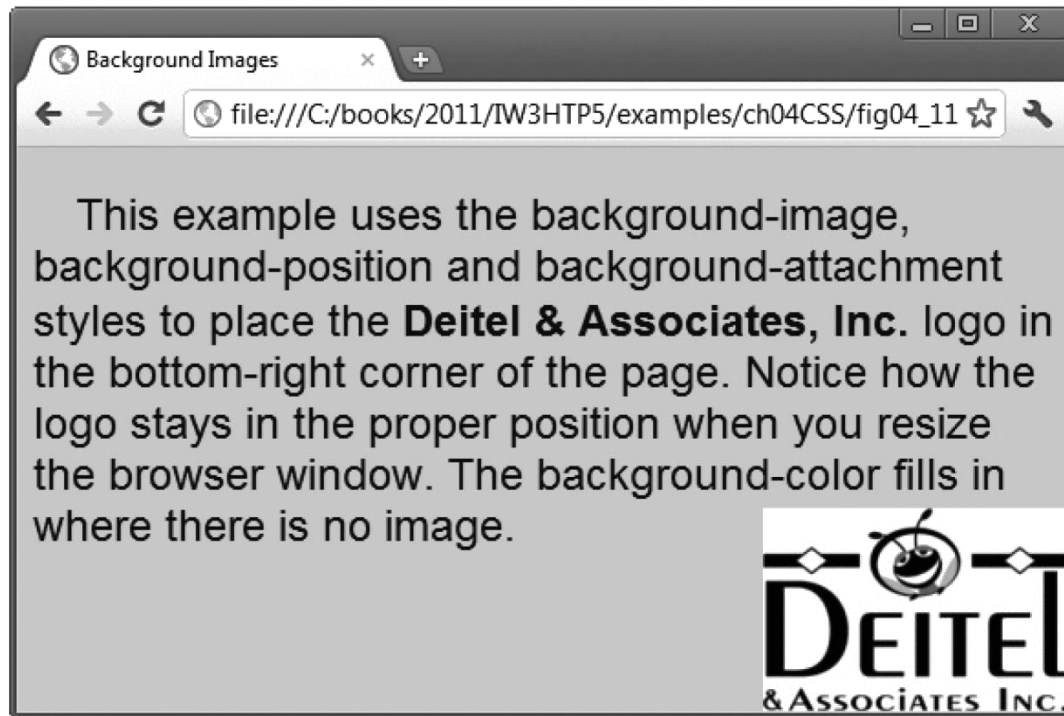 Background Images
file:///C:/books/2011/IW3HTP5/examples/ch04CSS/fig04_11
This example uses the background-image,
background-position and background-attachment
styles to place the Deitel & Associates, Inc. logo in
the bottom-right corner of the page. Notice how the
logo stays in the proper position when you resize
the browser window. The background-color fills in
where there is no image.
DEITEL
& ASSOCIATES INC.